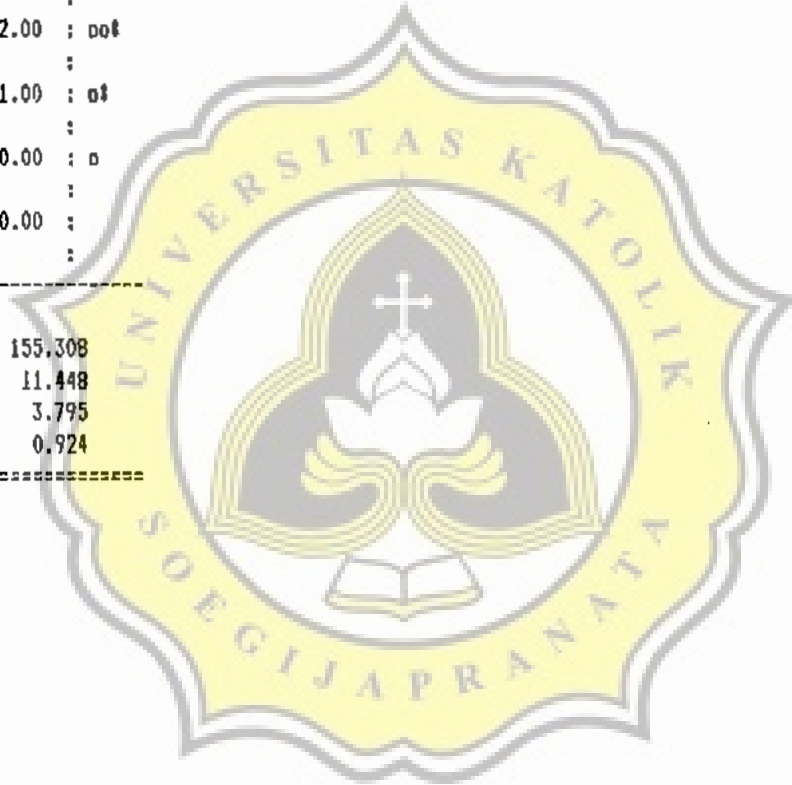 2.00 : oo*
:
1.00 : o*
:
0.00 : o
:
0.00 :
:
---------------
155.308
11.448
3.795
0.924
===============
UNIVERSITAS KATOLIK
SOEGIJAPRANATA